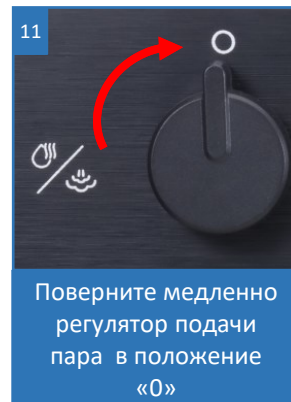 11
Поверните медленно
регулятор подачи
пара в положение
«0»